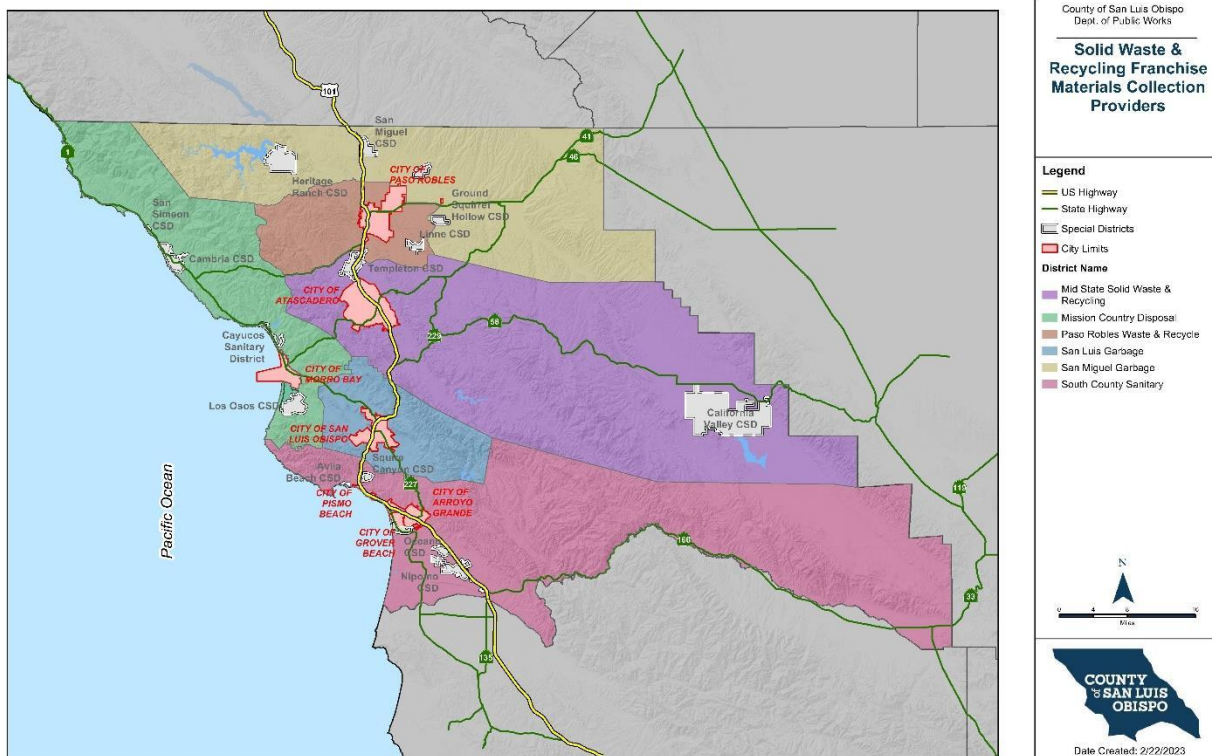 101
San
Miguel
CSD
41
46
1
CITY OF
PASO ROBLES
Heritage
Ranch CSD
Ground
Squirrel
Hollow CSD
San
Simeon
CSD
Linne CSD
Cambria CSD
Templeton CSD
CITY OF
ATASCADERO
58
229
Cayucos
Sanitary
District
CITY OF
MORRO BAY
Los Osos CSD
California
Valley CSD
CITY OF SAN
LUIS OBISPO
Avila
Beach CSD
Squire
Canyon CSD
227
119
CITY OF
PISMO
BEACH
CITY OF
ARROYO
GRANDE
CITY OF
GROVER
BEACH
Oceano
CSD
166
Nipomo
CSD
33
135
Pacific Ocean
County of San Luis Obispo
Dept. of Public Works
Solid Waste &
Recycling Franchise
Materials Collection
Providers
Legend
US Highway
State Highway
Special Districts
City Limits
District Name
Mid State Solid Waste &
Recycling
Mission Country Disposal
Paso Robles Waste & Recycle
San Luis Garbage
San Miguel Garbage
South County Sanitary
N
0 4 8 16
Miles
COUNTY
OF SAN LUIS
OBISPO
Date Created: 2/22/2023